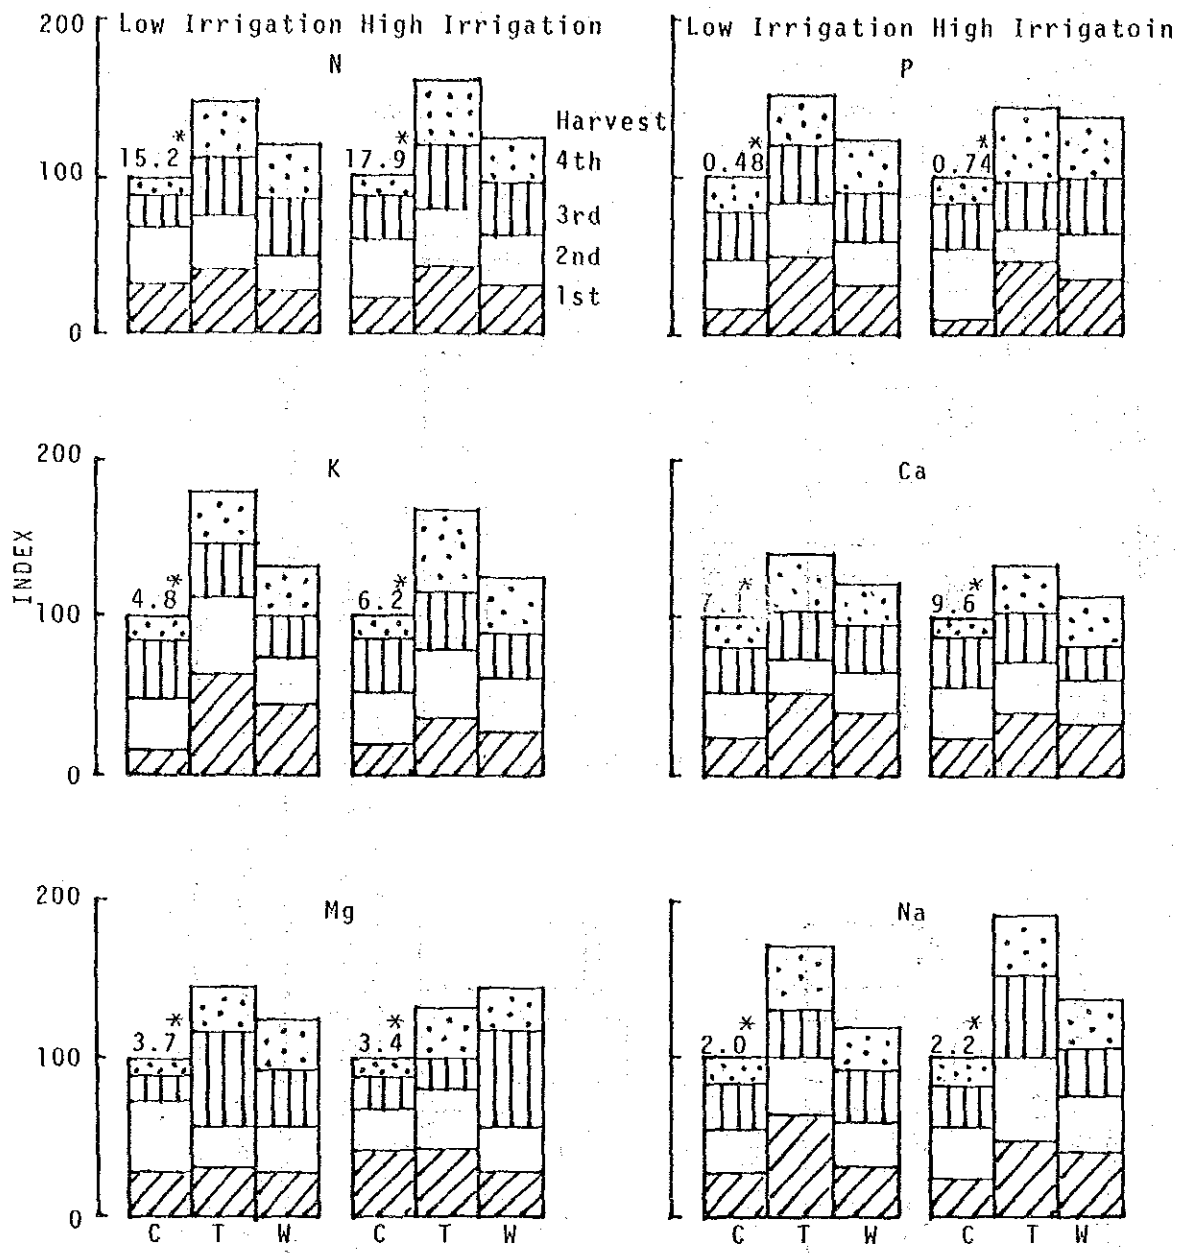 200 Low Irrigation High Irrigation
Low Irrigation High Irrigatoin
N
P
Harvest
* * * *
15.2 17.9 4th 0.48 0.74
100
3rd
2nd
1st
0
200
K
Ca
INDEX
* * * *
4.8 6.2 9.6
100
0
200
Mg
Na
* * * *
3.7 3.4 2.0 2.2
100
0
C T W C T W C T W C T W